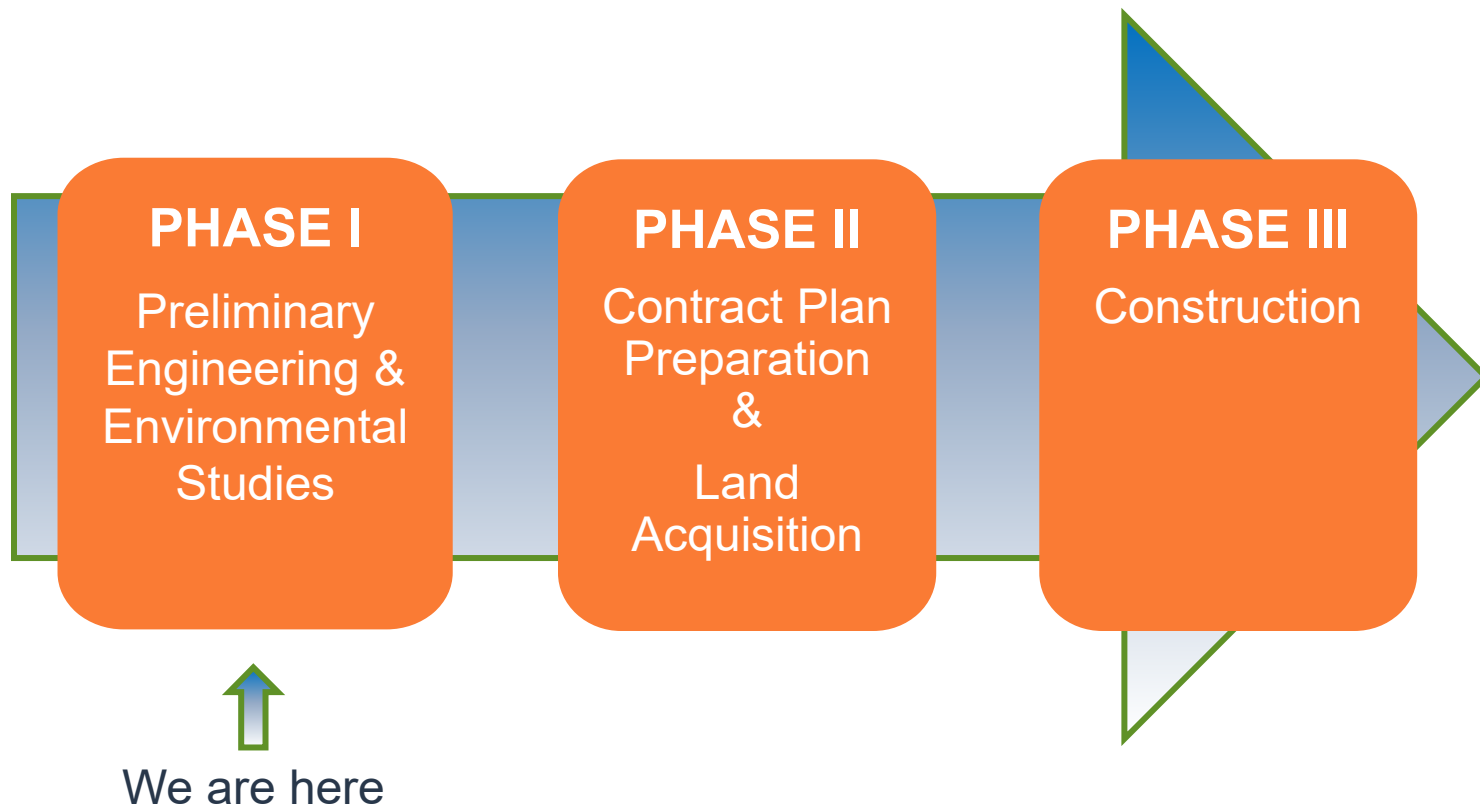 PHASE I
Preliminary
Engineering &
Environmental
Studies
PHASE II
Contract Plan
Preparation
&
Land
Acquisition
PHASE III
Construction
We are here